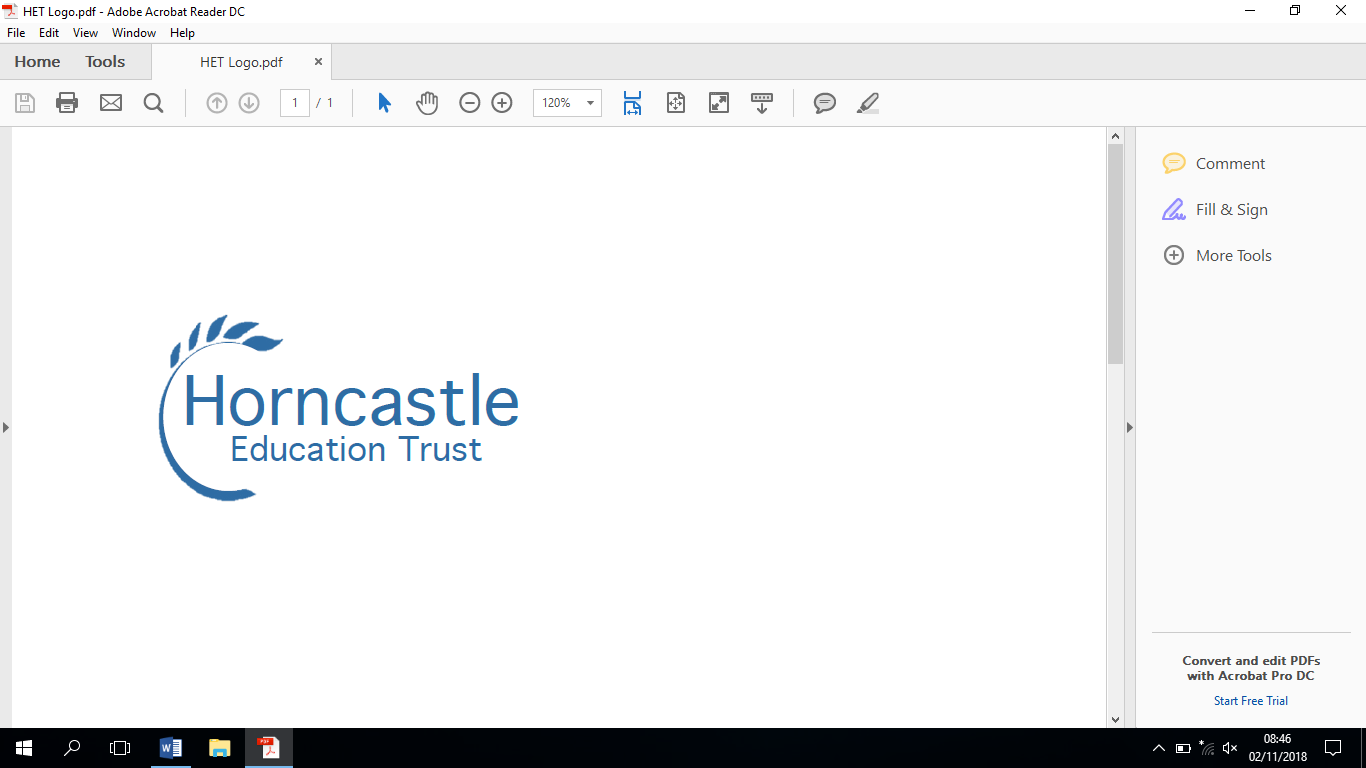 HET Logo.pdf - Adobe Acrobat Reader DC
File Edit View Window Help
Home Tools HET Logo.pdf
1 / 1 120%
Comment
Fill & Sign
More Tools
Horncastle
Education Trust
Convert and edit PDFs
with Acrobat Pro DC
Start Free Trial
08:46
02/11/2018